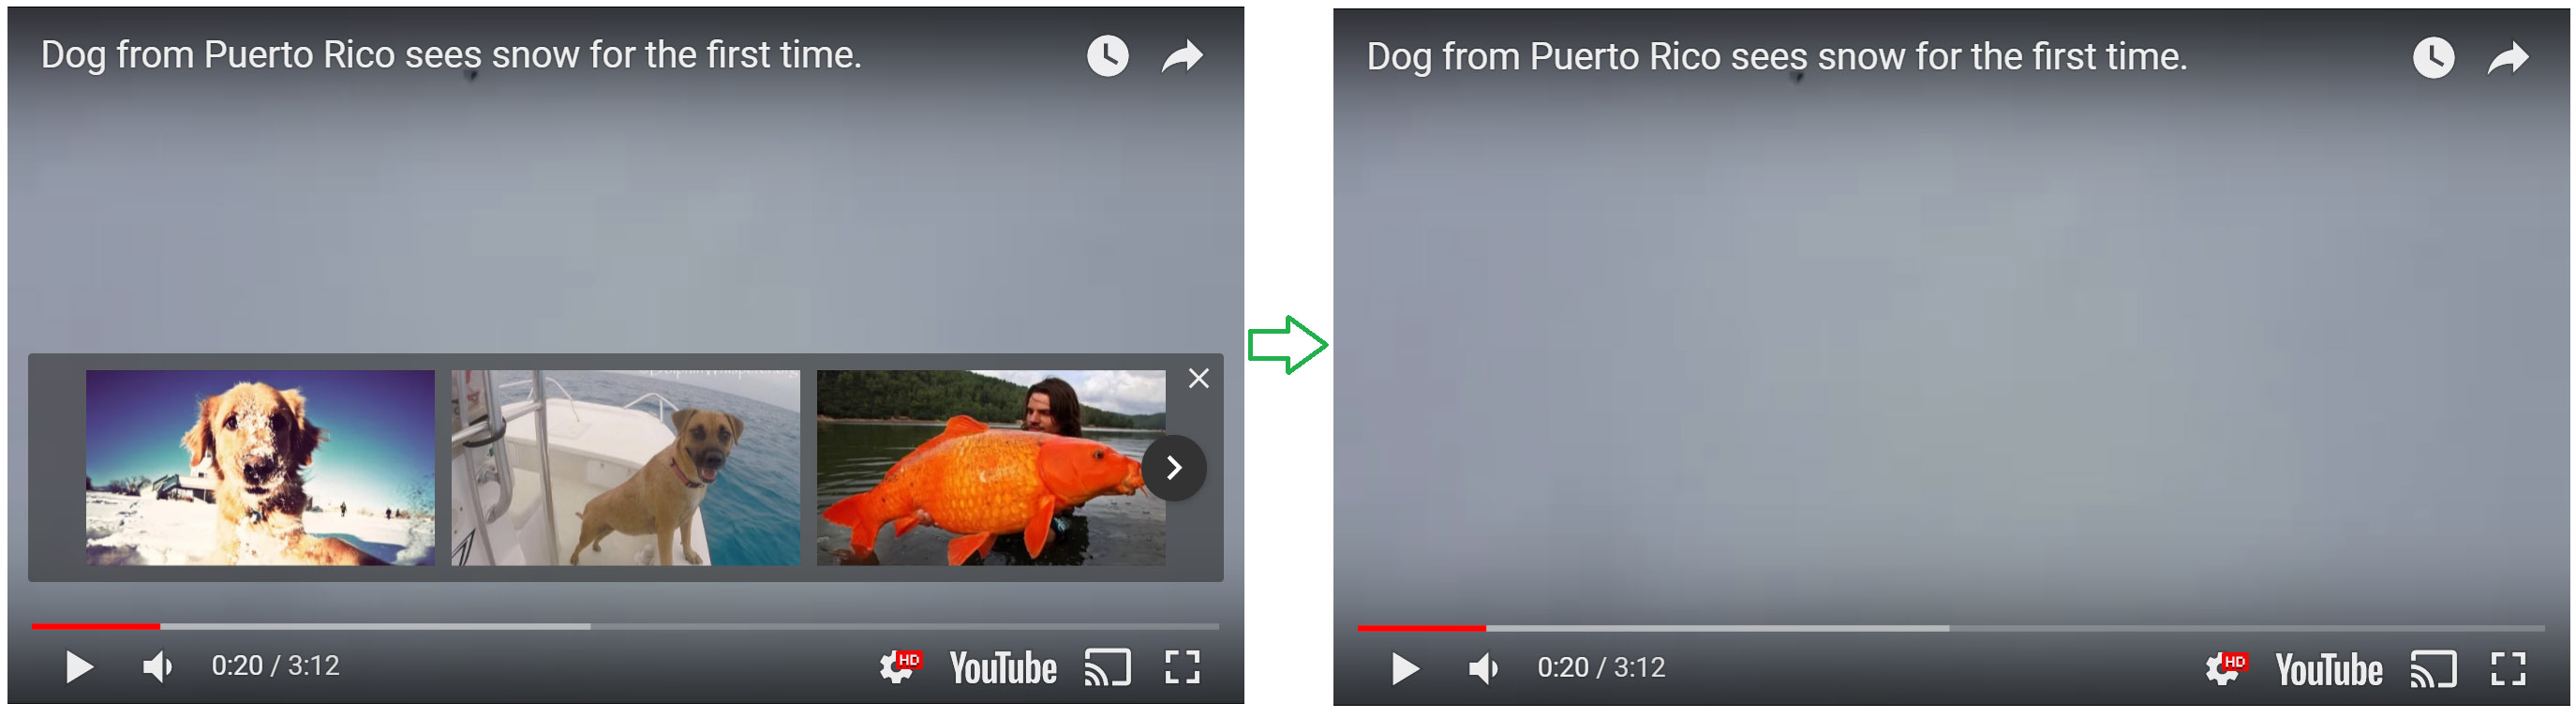 Dog from Puerto Rico sees snow for the first time.
0:20 / 3:12
HD
YouTube
Dog from Puerto Rico sees snow for the first time.
0:20 / 3:12
HD
YouTube